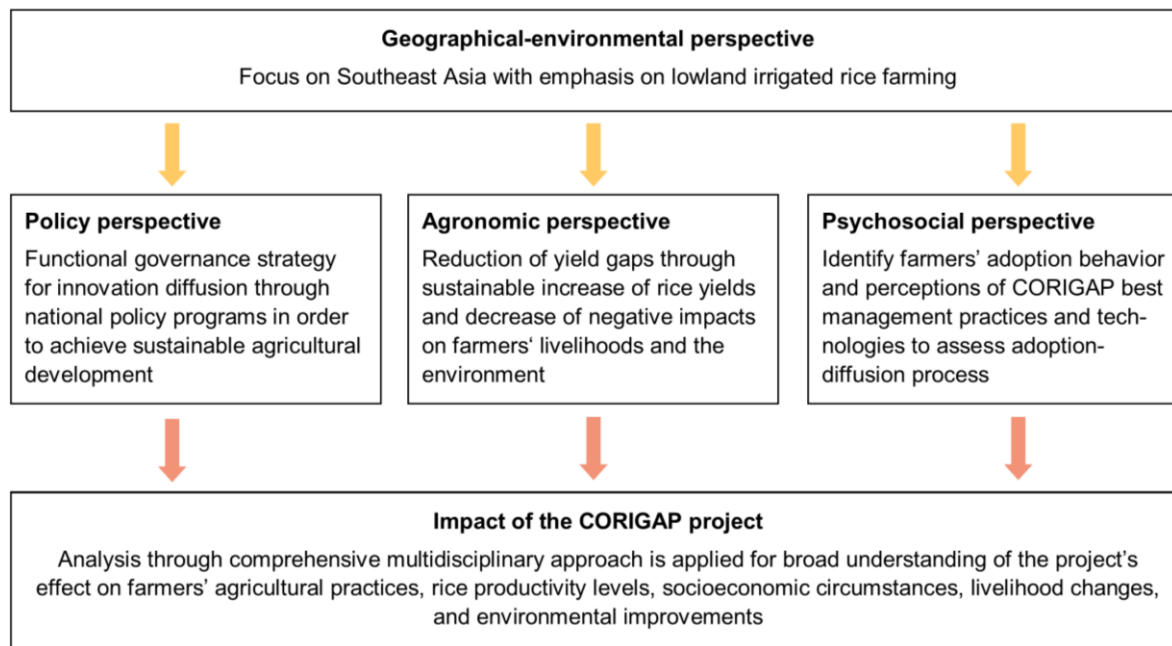 Geographical-environmental perspective
Focus on Southeast Asia with emphasis on lowland irrigated rice farming
Policy perspective
Functional governance strategy
for innovation diffusion through
national policy programs in order
to achieve sustainable agricultural
development
Agronomic perspective
Reduction of yield gaps through
sustainable increase of rice yields
and decrease of negative impacts
on farmers‘ livelihoods and the
environment
Psychosocial perspective
Identify farmers’ adoption behavior
and perceptions of CORIGAP best
management practices and tech-
nologies to assess adoption-
diffusion process
Impact of the CORIGAP project
Analysis through comprehensive multidisciplinary approach is applied for broad understanding of the project’s
effect on farmers’ agricultural practices, rice productivity levels, socioeconomic circumstances, livelihood changes,
and environmental improvements